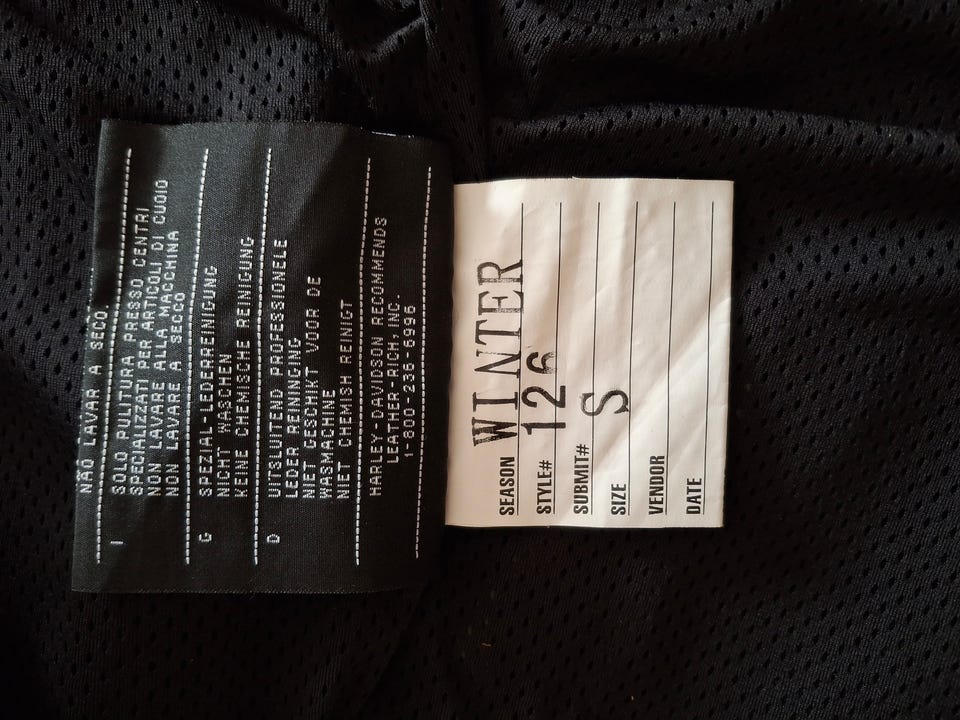 NÃO LAVAR A SECO
I SOLO PULITURA PRESSO CENTRI
SPECIALIZZATI PER ARTICOLI DI CUOIO
NON LAVARE ALLA MACCHINA
NON LAVARE A SECCO
G SPEZIAL-LEDERREINIGUNG
NICHT WASCHEN
KEINE CHEMISCHE REINIGUNG
D UITSLUITEND PROFESSIONELE
LEDER REINNGING
NIET GESCHIKT VOOR DE
WASMACHINE
NIET CHEMISH REINIGT
HARLEY-DAVIDSON RECOMMENDS
LEATHER-RICH, INC.
1-800-236-6996
SEASON WINTER
STYLE# 126
SUBMIT#
SIZE S
VENDOR
DATE